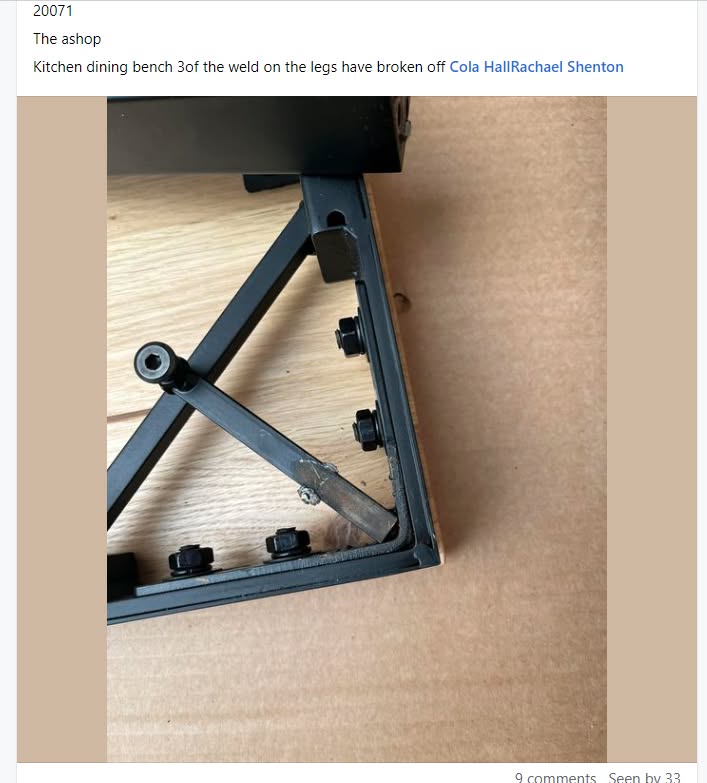 20071
The ashop
Kitchen dining bench 3of the weld on the legs have broken off Cola HallRachael Shenton
9 comments Seen by 33